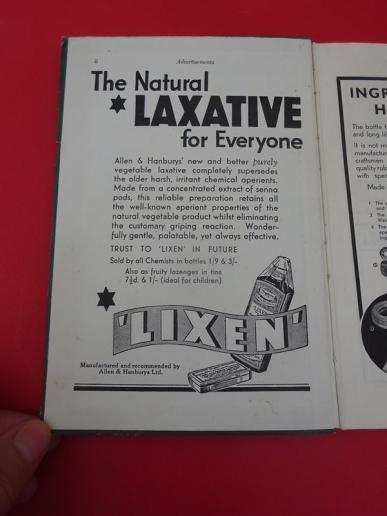 ii
Advertisements
The Natural
LAXATIVE
for Everyone
Allen & Hanburys' new and better purely
vegetable laxative completely supersedes
the older harsh, irritant chemical aperients.
Made from a concentrated extract of senna
pods, this reliable preparation retains all
the well-known aperient properties of the
natural vegetable product whilst eliminating
the customary griping reaction. Wonder-
fully gentle, palatable, yet always effective.
TRUST TO 'LIXEN' IN FUTURE
Sold by all Chemists in bottles 1/9 & 3/-
Also as fruity lozenges in tins
7½d. & 1/- (ideal for children)
'LIXEN'
Manufactured and recommended by
Allen & Hanburys Ltd.
INGR
H
The bottle f
and long lif
It is not m
manufactur
craftsmen
quality rub
with spe
Made